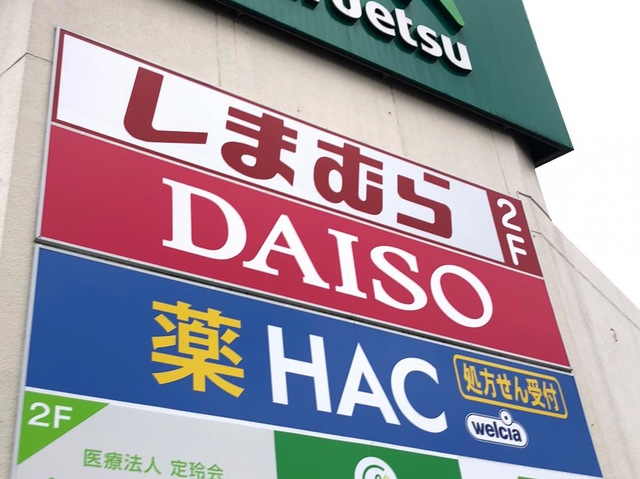 uetsu
しまむら
2F
DAISO
薬 HAC 処方せん受付
welcia
2F
医療法人 定玲会